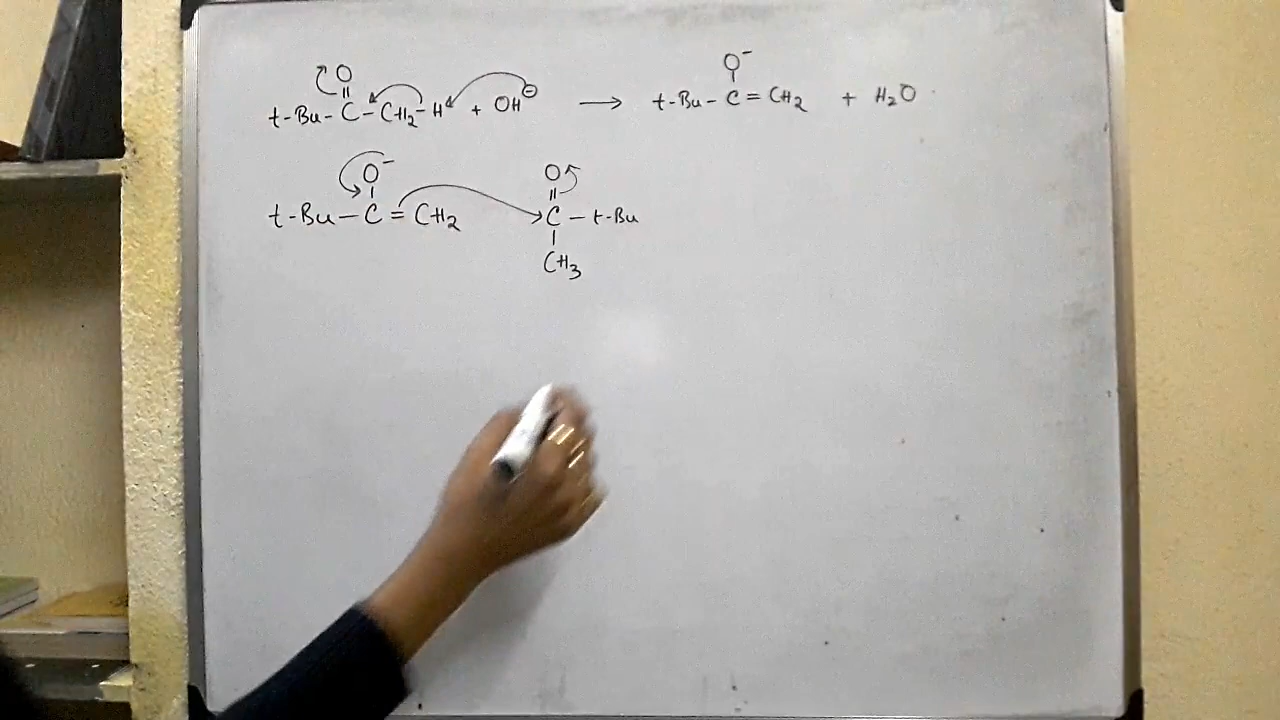 O O⁻
||  |
t-Bu-C-CH₂-H + OH⊖ → t-Bu-C=CH₂ + H₂O
O⁻ O
| ||
t-Bu-C=CH₂ C-t-Bu
|
CH₃